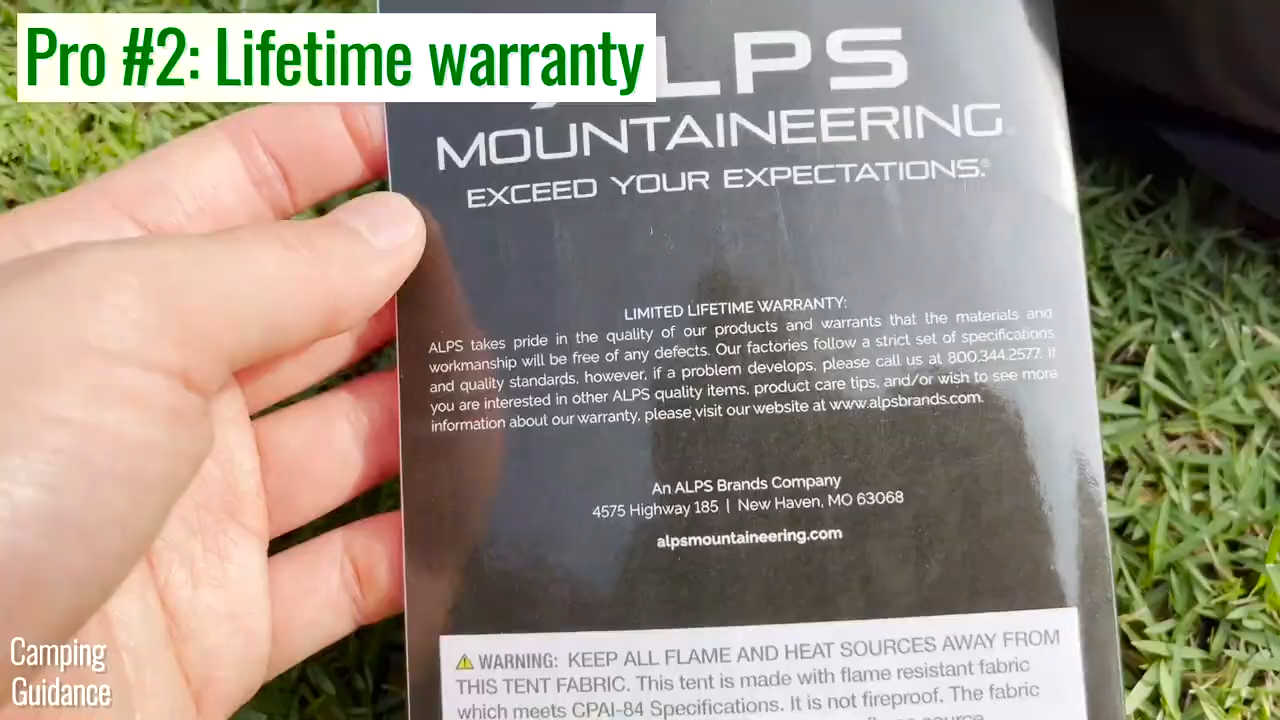 Pro #2: Lifetime warranty
LPS
MOUNTAINEERING®
EXCEED YOUR EXPECTATIONS.®
LIMITED LIFETIME WARRANTY:
ALPS takes pride in the quality of our products and warrants that the materials and
workmanship will be free of any defects. Our factories follow a strict set of specifications
and quality standards, however, if a problem develops, please call us at 800.344.2577. If
you are interested in other ALPS quality items, product care tips, and/or wish to see more
information about our warranty, please visit our website at www.alpsbrands.com.
An ALPS Brands Company
4575 Highway 185 | New Haven, MO 63068
alpsmountaineering.com
WARNING: KEEP ALL FLAME AND HEAT SOURCES AWAY FROM
THIS TENT FABRIC. This tent is made with flame resistant fabric
which meets CPAI-84 Specifications. It is not fireproof. The fabric
source
Camping
Guidance